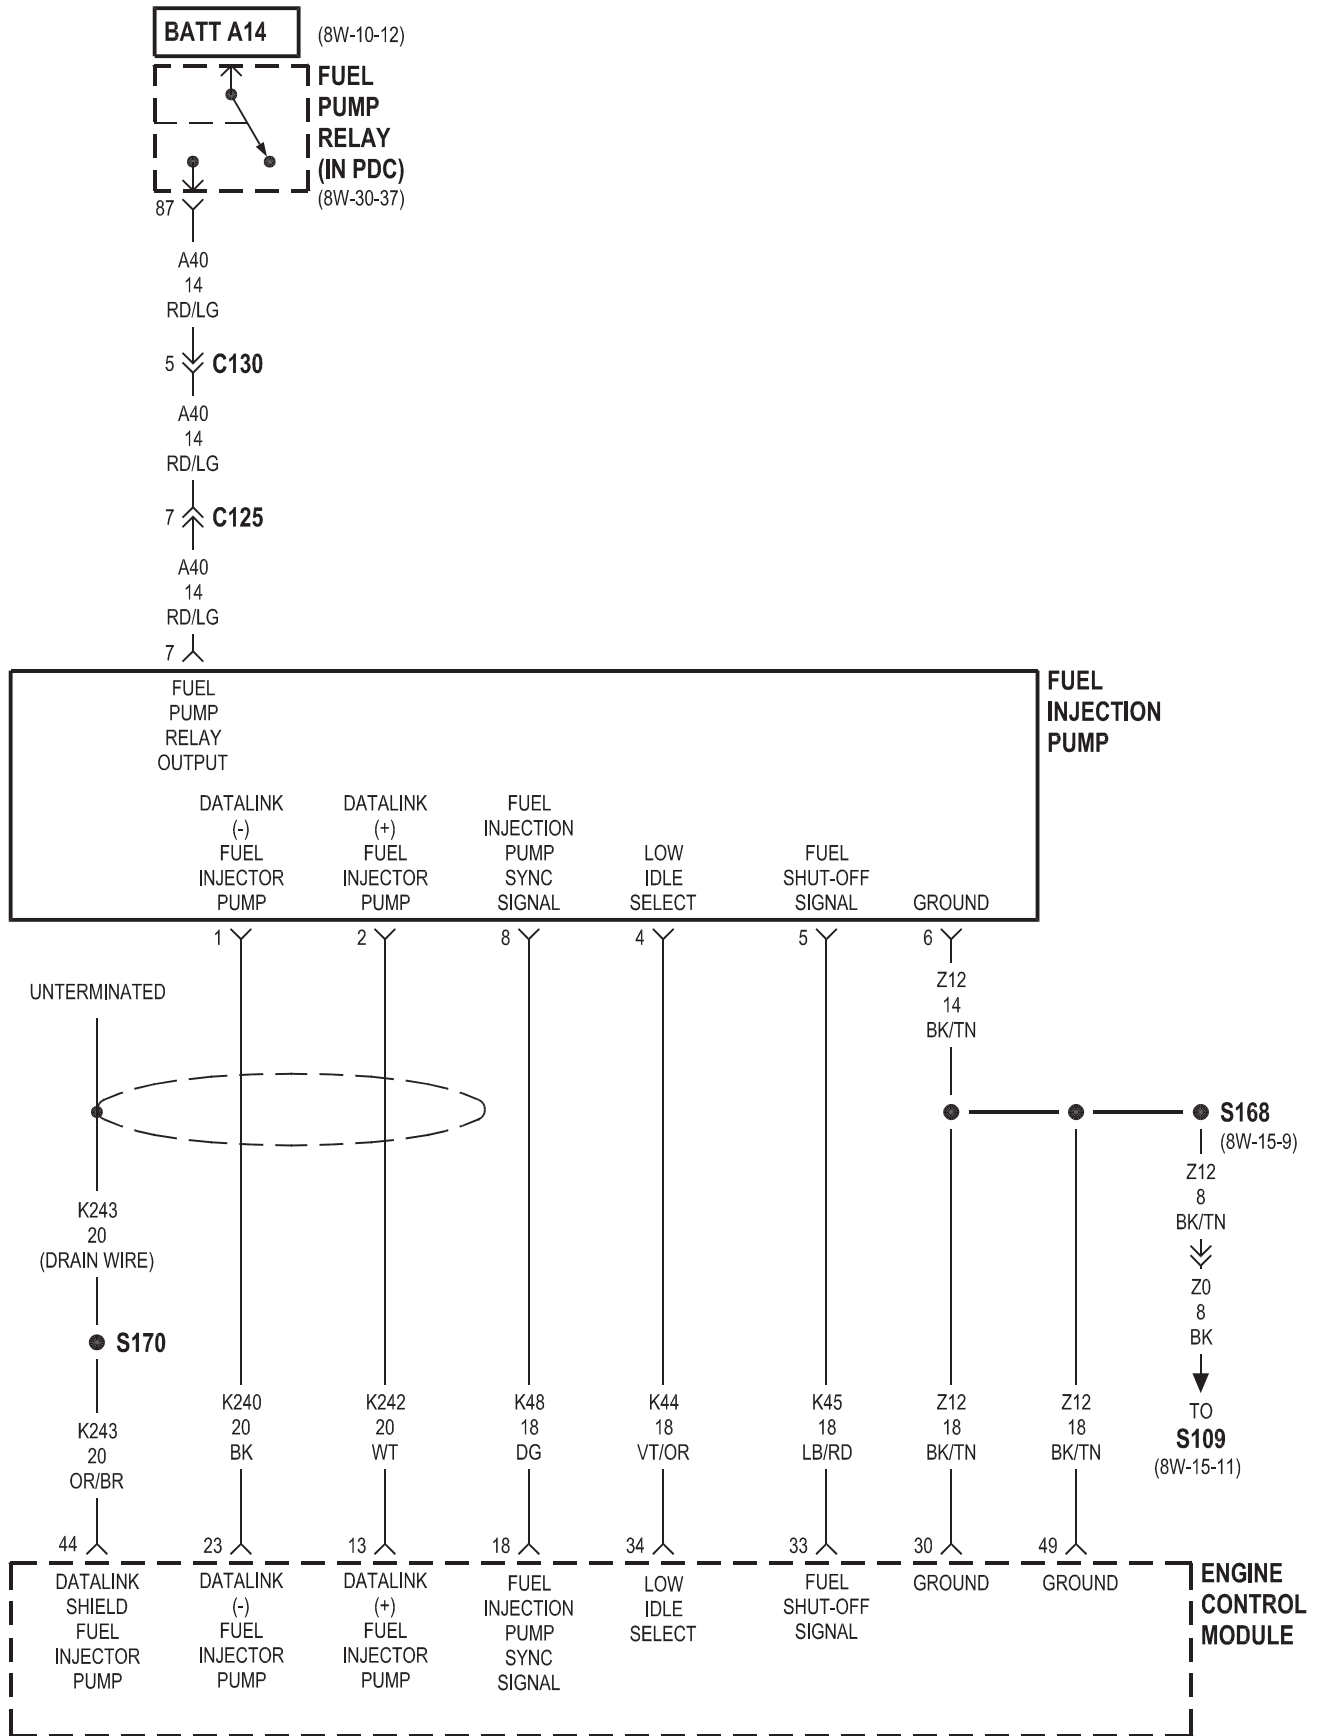 BATT A14 (8W-10-12)
FUEL
PUMP
RELAY
(IN PDC)
(8W-30-37)
87
A40
14
RD/LG
5 C130
A40
14
RD/LG
7 C125
A40
14
RD/LG
7
FUEL
PUMP
RELAY
OUTPUT
FUEL
INJECTION
PUMP
DATALINK
(-)
FUEL
INJECTOR
PUMP
DATALINK
(+)
FUEL
INJECTOR
PUMP
FUEL
INJECTION
PUMP
SYNC
SIGNAL
LOW
IDLE
SELECT
FUEL
SHUT-OFF
SIGNAL
GROUND
1 2 8 4 5 6
UNTERMINATED
Z12
14
BK/TN
S168
(8W-15-9)
Z12
8
BK/TN
Z0
8
BK
TO
S109
(8W-15-11)
K243
20
(DRAIN WIRE)
S170
K243
20
OR/BR
K240
20
BK
K242
20
WT
K48
18
DG
K44
18
VT/OR
K45
18
LB/RD
Z12
18
BK/TN
Z12
18
BK/TN
44 23 13 18 34 33 30 49
DATALINK
SHIELD
FUEL
INJECTOR
PUMP
DATALINK
(-)
FUEL
INJECTOR
PUMP
DATALINK
(+)
FUEL
INJECTOR
PUMP
FUEL
INJECTION
PUMP
SYNC
SIGNAL
LOW
IDLE
SELECT
FUEL
SHUT-OFF
SIGNAL
GROUND
GROUND
ENGINE
CONTROL
MODULE